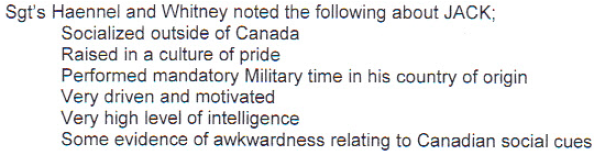 Sgt's Haennel and Whitney noted the following about JACK;
Socialized outside of Canada
Raised in a culture of pride
Performed mandatory Military time in his country of origin
Very driven and motivated
Very high level of intelligence
Some evidence of awkwardness relating to Canadian social cues